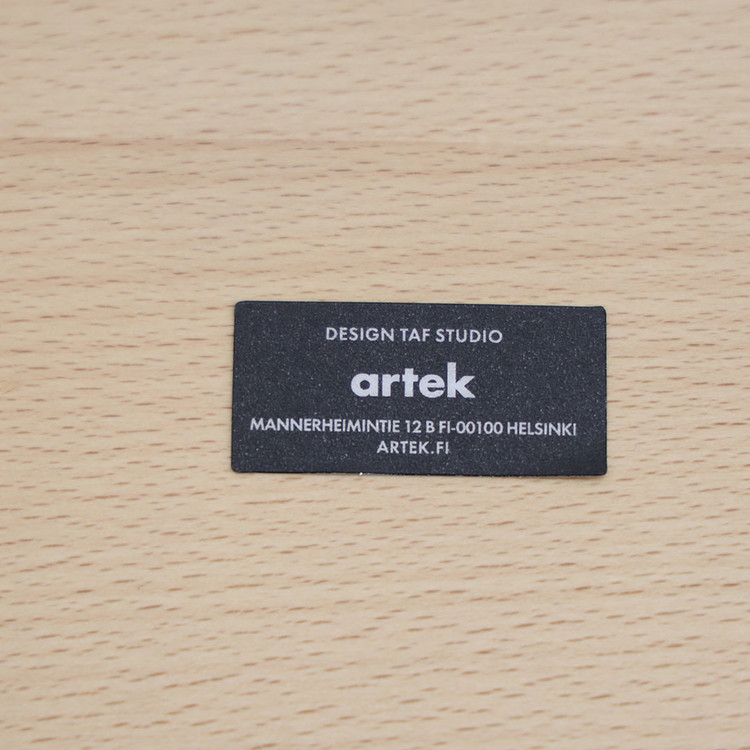 DESIGN TAF STUDIO
artek
MANNERHEIMINTIE 12 B FI-00100 HELSINKI
ARTEK.FI